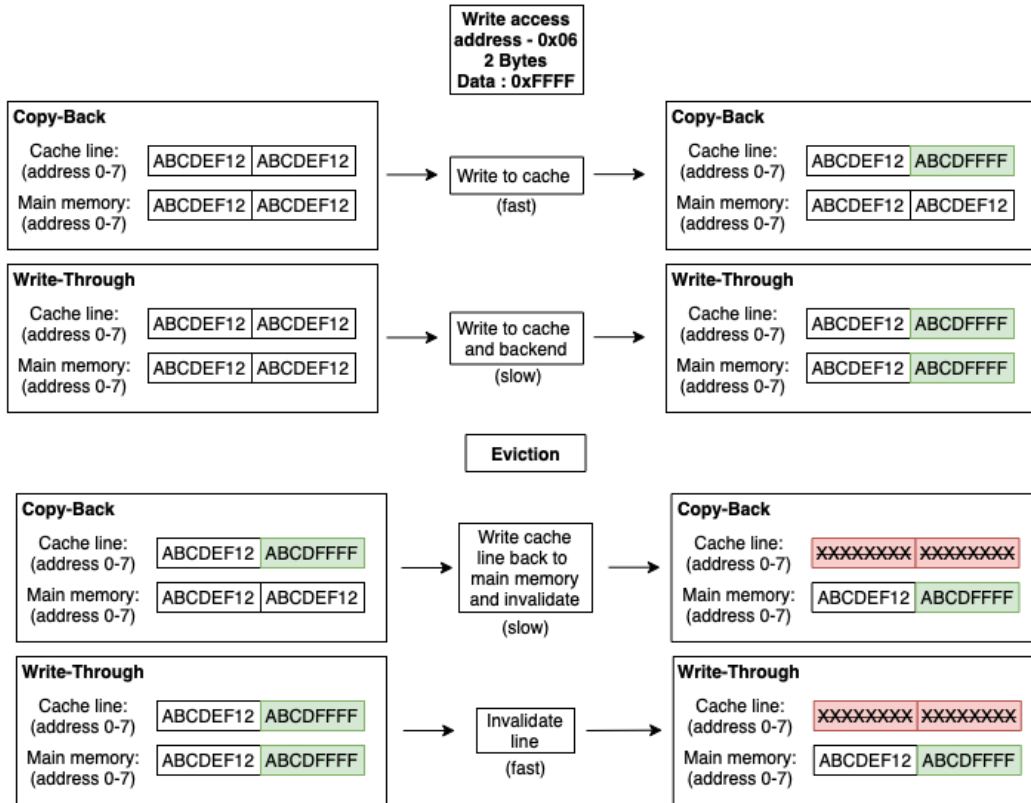 Write access
address - 0x06
2 Bytes
Data : 0xFFFF
Copy-Back
Cache line:
(address 0-7)
ABCDEF12 ABCDEF12
Main memory:
(address 0-7)
ABCDEF12 ABCDEF12
Write to cache
(fast)
Copy-Back
Cache line:
(address 0-7)
ABCDEF12 ABCDFFFF
Main memory:
(address 0-7)
ABCDEF12 ABCDEF12
Write-Through
Cache line:
(address 0-7)
ABCDEF12 ABCDEF12
Main memory:
(address 0-7)
ABCDEF12 ABCDEF12
Write to cache
and backend
(slow)
Write-Through
Cache line:
(address 0-7)
ABCDEF12 ABCDFFFF
Main memory:
(address 0-7)
ABCDEF12 ABCDFFFF
Eviction
Copy-Back
Cache line:
(address 0-7)
ABCDEF12 ABCDFFFF
Main memory:
(address 0-7)
ABCDEF12 ABCDEF12
Write cache
line back to
main memory
and invalidate
(slow)
Copy-Back
Cache line:
(address 0-7)
XXXXXXXX XXXXXXXX
Main memory:
(address 0-7)
ABCDEF12 ABCDFFFF
Write-Through
Cache line:
(address 0-7)
ABCDEF12 ABCDFFFF
Main memory:
(address 0-7)
ABCDEF12 ABCDFFFF
Invalidate
line
(fast)
Write-Through
Cache line:
(address 0-7)
XXXXXXXX XXXXXXXX
Main memory:
(address 0-7)
ABCDEF12 ABCDFFFF